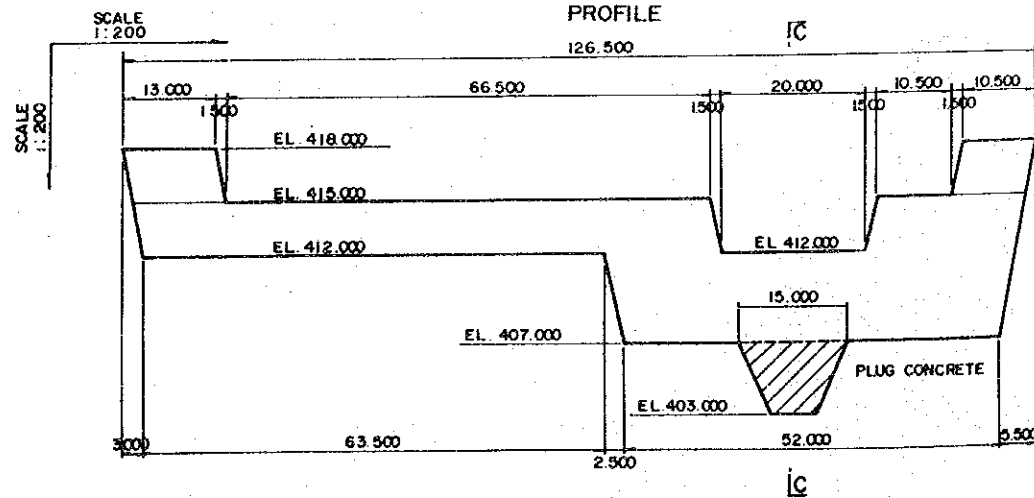 SCALE
1:200
PROFILE
C
126.500
13.000
1.500
66.500
1.500
20.000
1.500
10.500
1.500
10.500
SCALE
1:200
EL. 418.000
EL. 415.000
EL. 412.000
EL 412.000
15.000
EL. 407.000
PLUG CONCRETE
EL.403.000
3.000
63.500
2.500
52.000
5.500
C